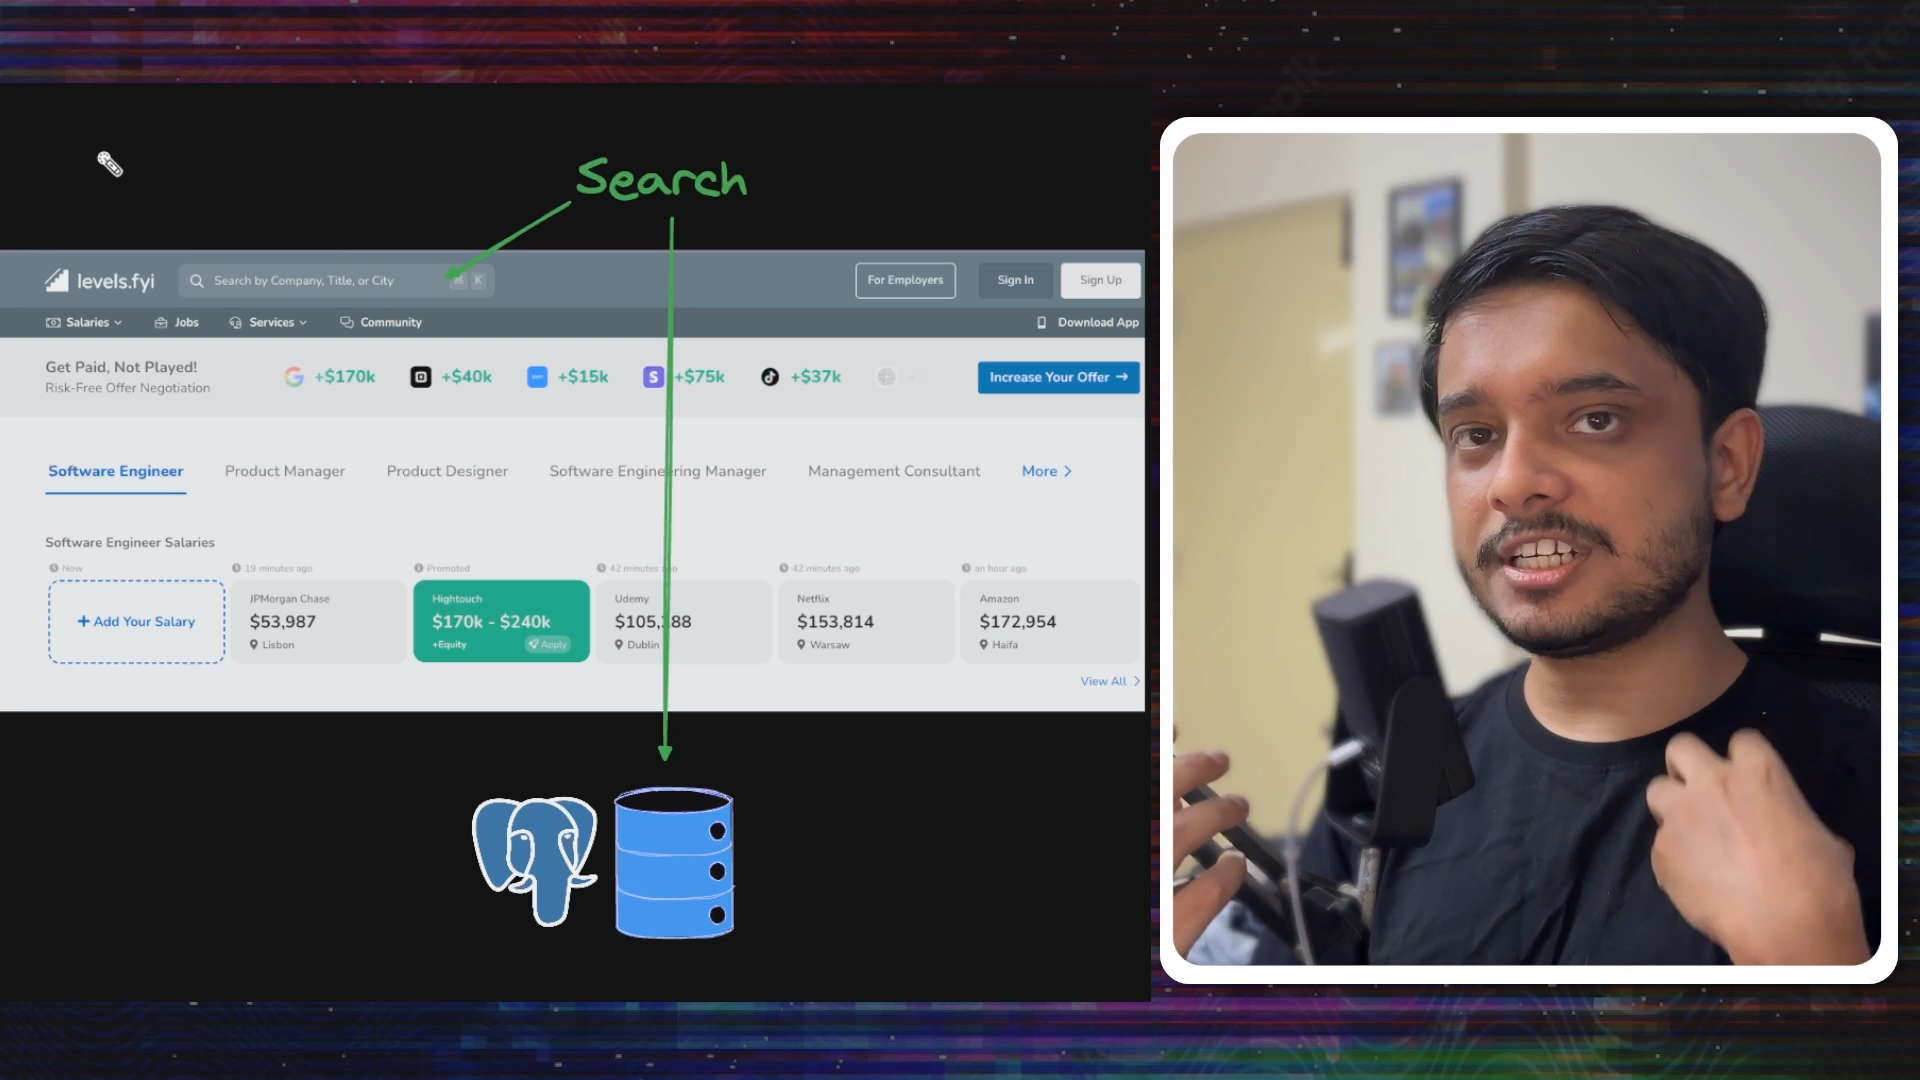 Search
levels.fyi
Search by Company, Title, or City
K
For Employers
Sign In
Sign Up
Salaries
Jobs
Services
Community
Download App
Get Paid, Not Played!
Risk-Free Offer Negotiation
+$170k
+$40k
+$15k
S
+$75k
+$37k
Increase Your Offer →
Software Engineer
Product Manager
Product Designer
Software Engineering Manager
Management Consultant
More >
Software Engineer Salaries
Now
19 minutes ago
Promoted
42 minutes ago
42 minutes ago
an hour ago
+ Add Your Salary
JPMorgan Chase
$53,987
Lisbon
Hightouch
$170k - $240k
+Equity
Apply
Udemy
Dublin
Netflix
$153,814
Warsaw
Amazon
$172,954
Haifa
View All >